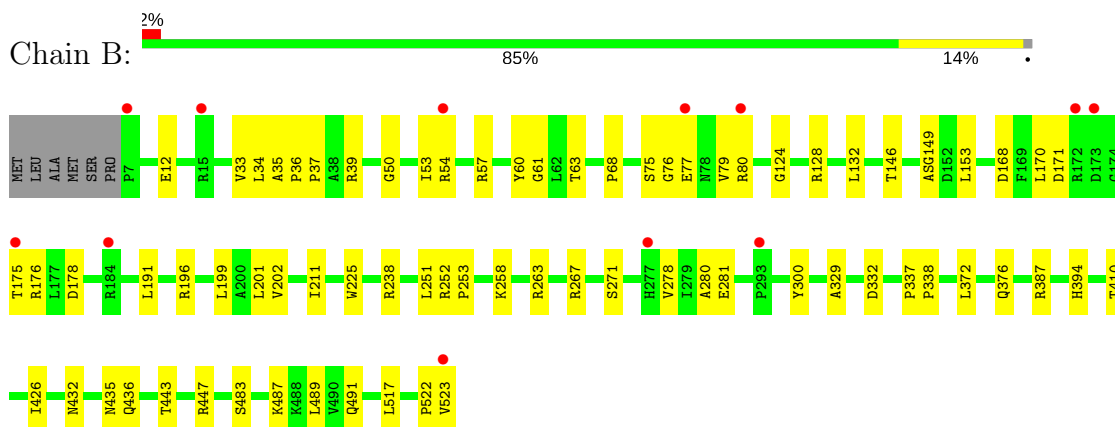 2%
Chain B:
85% 14% •
MET LEU ALA MET SER PRO P7 E12 R15 V33 L34 A35 P36 P37 A38 R39 G50 I53 R54 R57 Y60 G61 L62 T63 P68 S75 G76 E77 N78 V79 R80 G124 R128 L132 T146 ASG149 D152 L153 D168 F169 L170 D171 R172 D173 G174
T175 R176 L177 D178 R184 L191 R196 L199 A200 L201 V202 I211 W225 R238 L251 R252 P253 K258 R263 R267 S271 H277 V278 I279 A280 E281 P293 Y300 A329 D332 P337 P338 L372 Q376 R387 H394 T419
I426 N432 N435 Q436 T443 R447 S483 K487 K488 L489 V490 Q491 L517 P522 V523